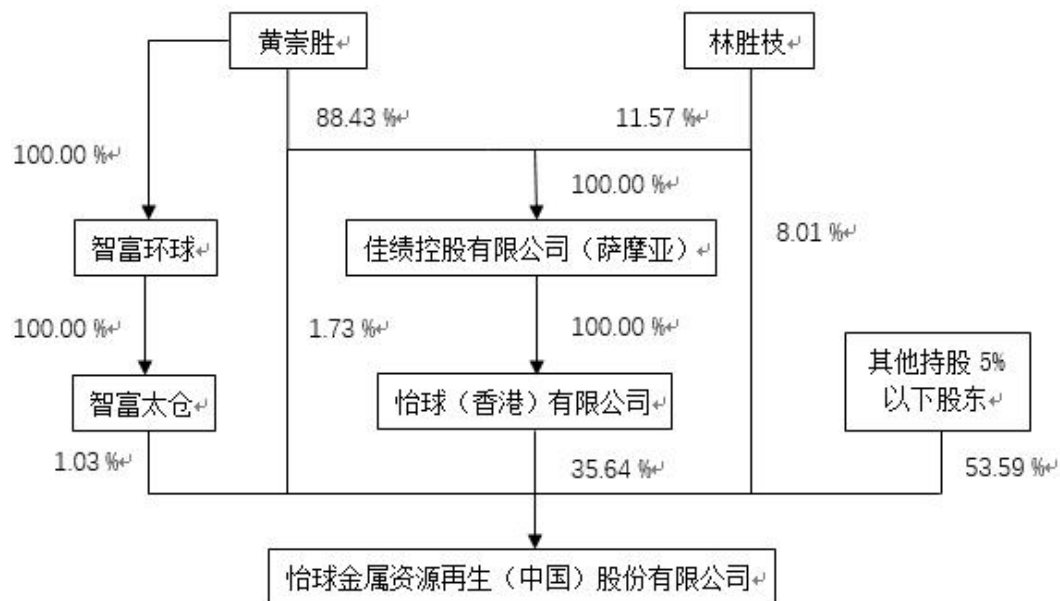 黄崇胜↵
林胜枝↵
88.43 %↵
11.57 %↵
100.00 %↵
100.00 %↵
智富环球↵
佳绩控股有限公司（萨摩亚）↵
8.01 %↵
100.00 %↵
1.73 %↵
100.00 %↵
其他持股 5%
以下股东↵
智富太仓↵
怡球（香港）有限公司↵
1.03 %↵
35.64 %↵
53.59 %↵
怡球金属资源再生（中国）股份有限公司↵